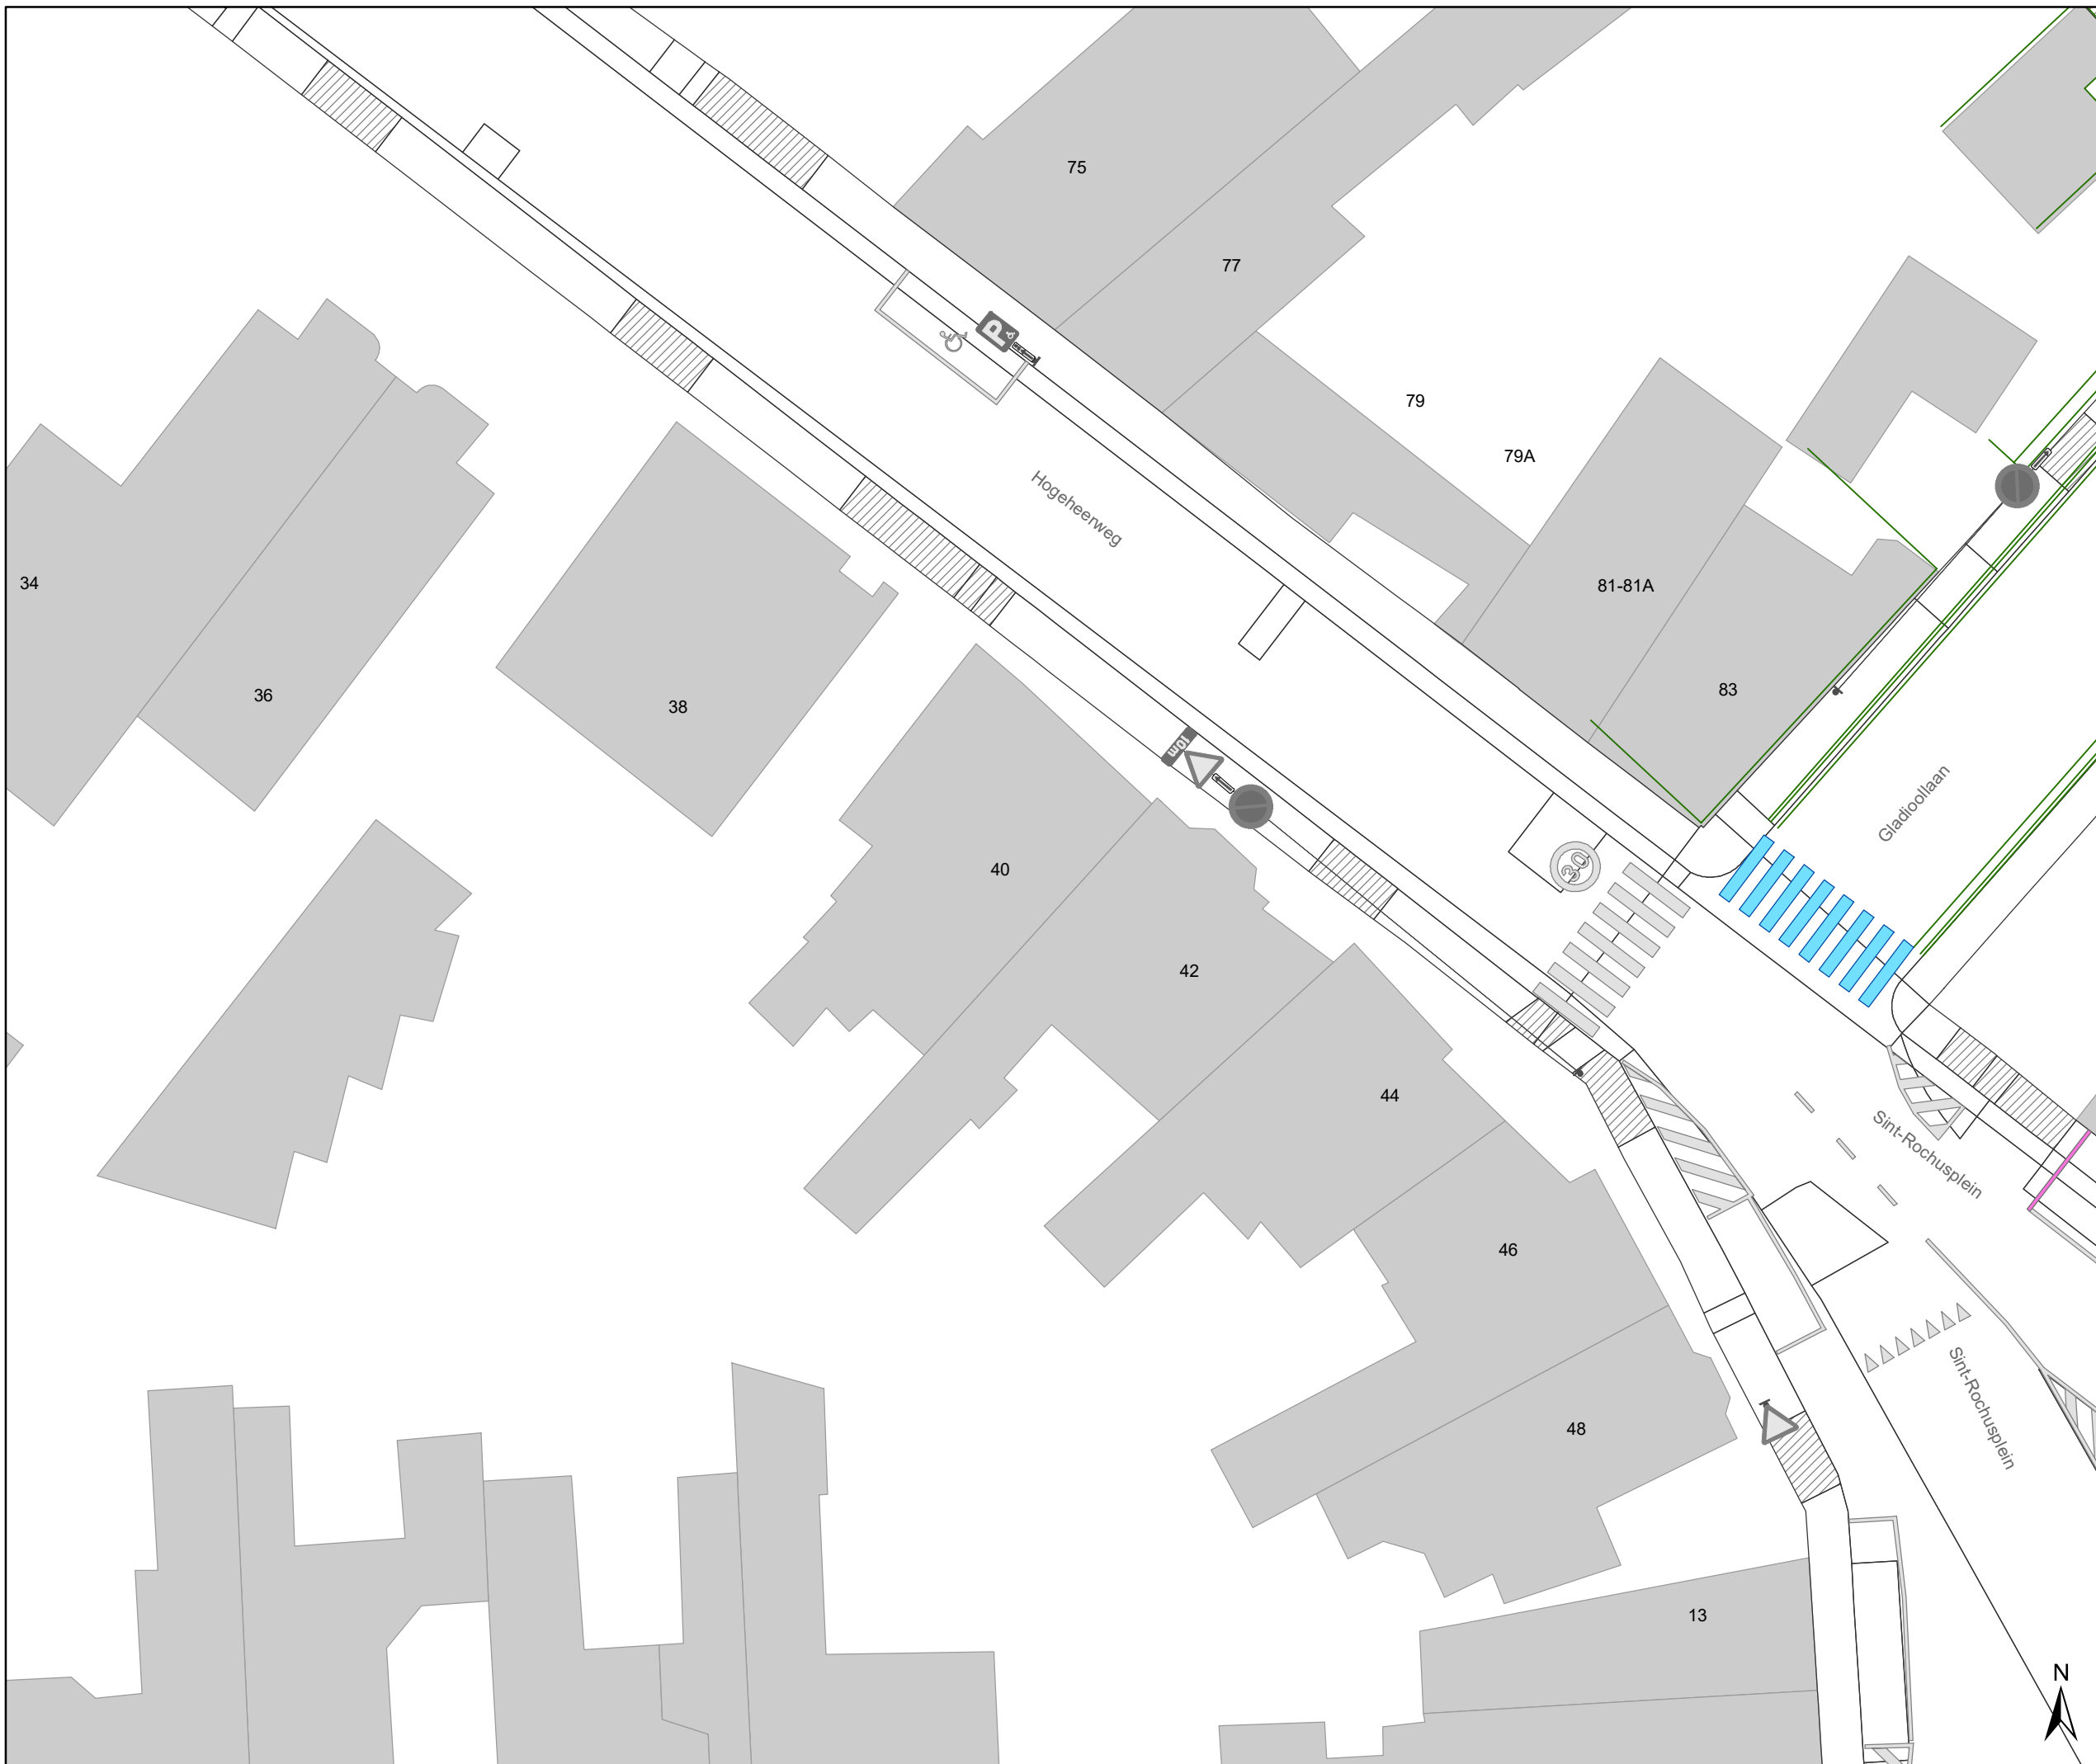 75
77
P
79
79A
Hogeheerweg
34
81-81A
36
38
83
10m
Gladioollaan
40
30
42
44
Sint-Rochusplein
46
Sint-Rochusplein
48
13
N